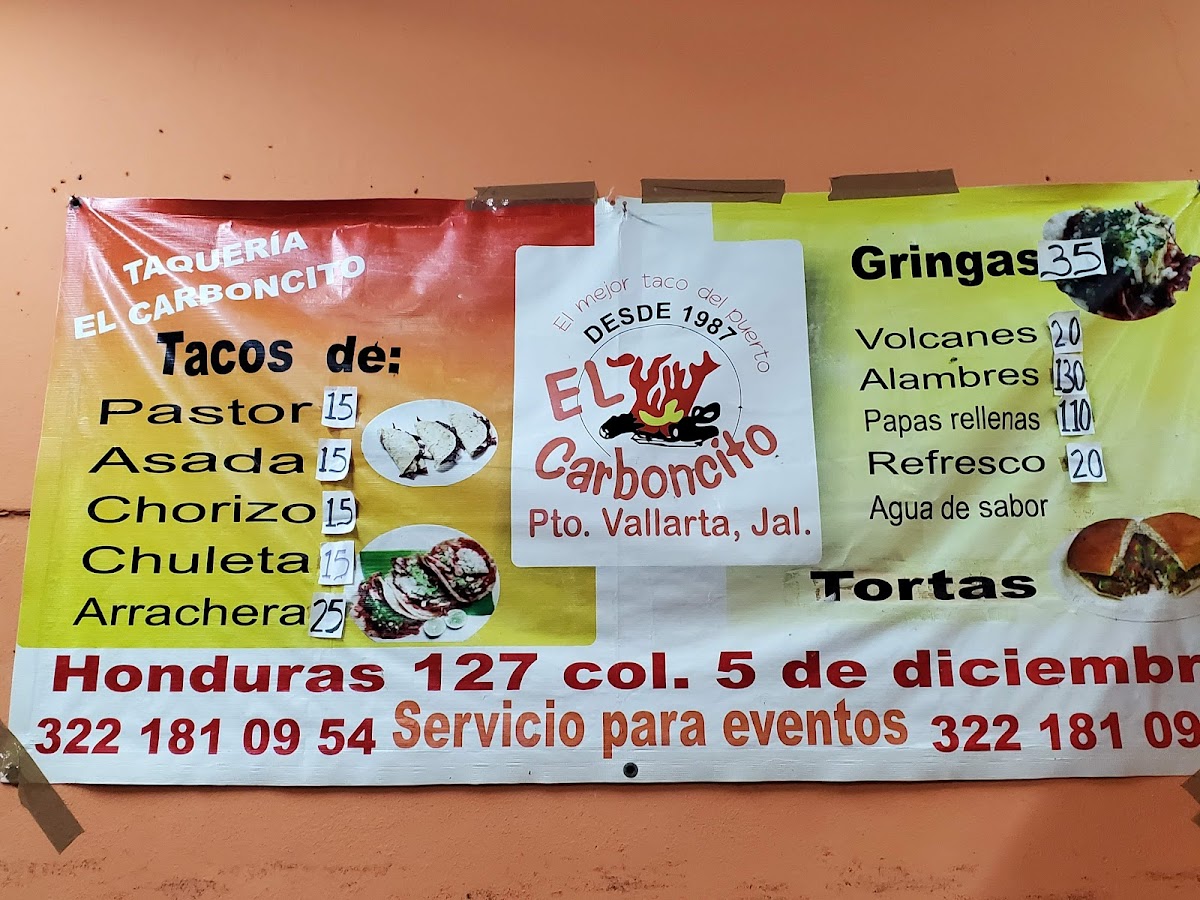 TAQUERÍA
EL CARBONCITO
Tacos de:
Pastor 15
Asada 15
Chorizo 15
Chuleta 15
Arrachera 25
El mejor taco del puerto
DESDE 1987
EL
Carboncito
Pto. Vallarta, Jal.
Gringas 35
Volcanes 20
Alambres 130
Papas rellenas 110
Refresco 20
Agua de sabor
Tortas
Honduras 127 col. 5 de diciembr
322 181 09 54 Servicio para eventos 322 181 09